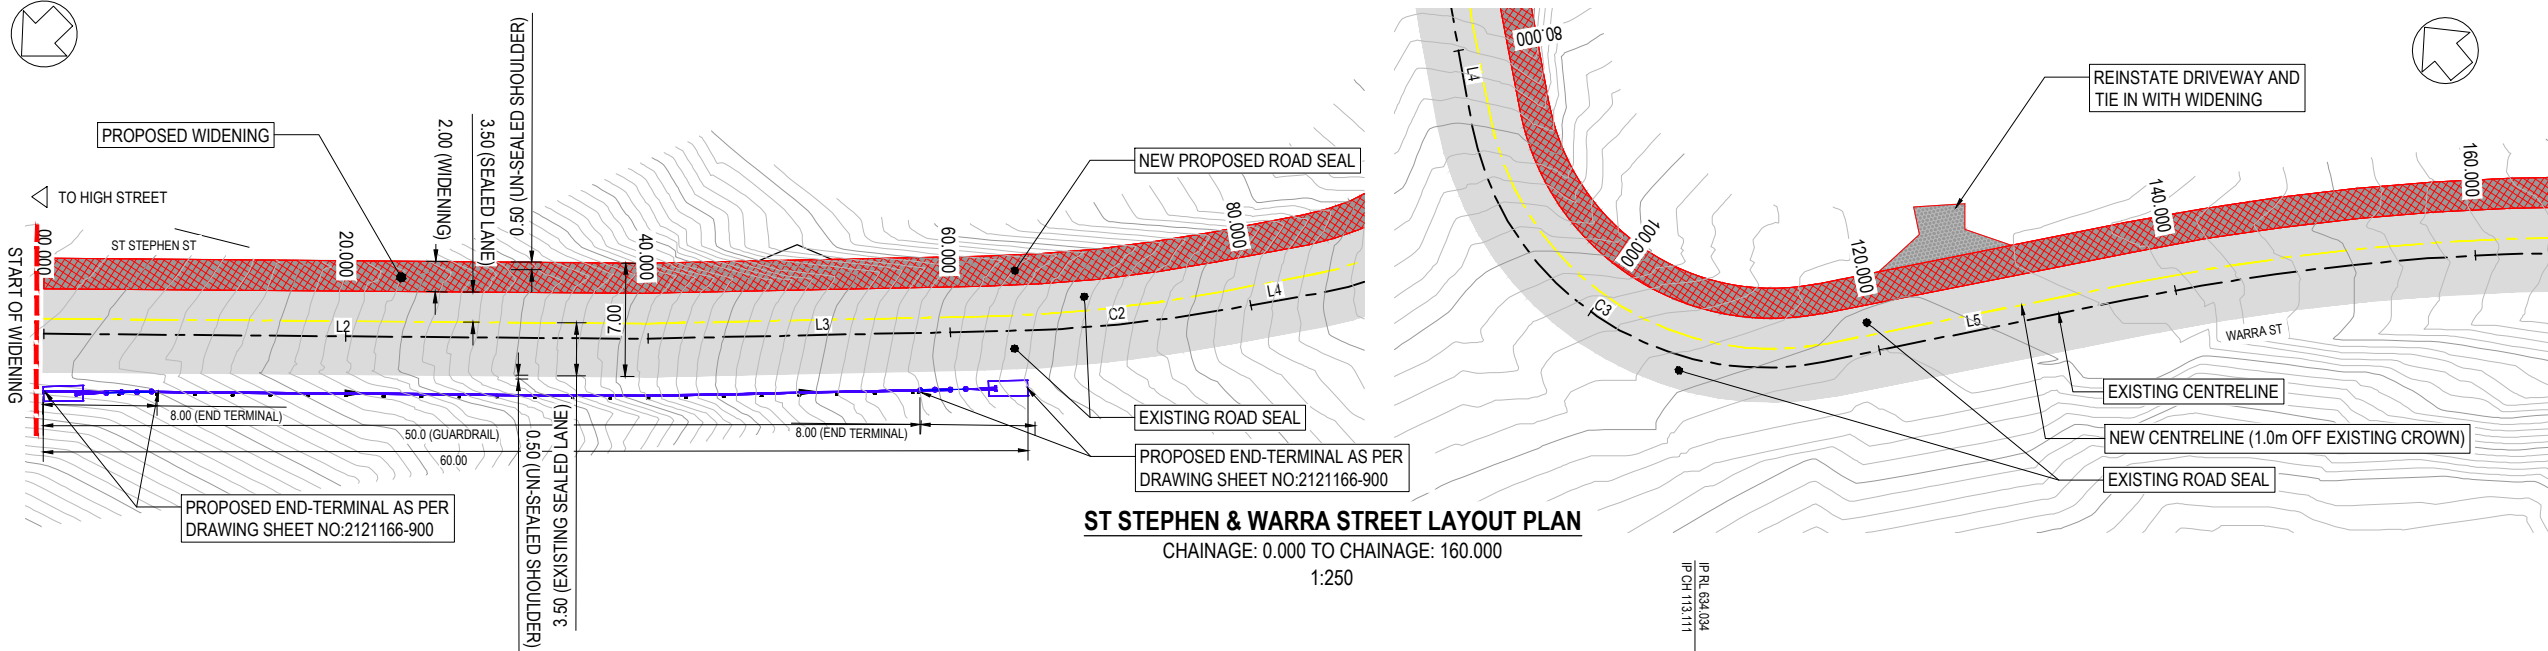 PROPOSED WIDENING
TO HIGH STREET
ST STEPHEN ST
START OF WIDENING
00.000
20.000
40.000
60.000
80.000
2.00 (WIDENING)
3.50 (SEALED LANE)
0.50 (UN-SEALED SHOULDER)
7.00
L2
L3
C2
L4
NEW PROPOSED ROAD SEAL
EXISTING ROAD SEAL
8.00 (END TERMINAL)
50.0 (GUARDRAIL)
8.00 (END TERMINAL)
60.00
0.500 (UN-SEALED SHOULDER)
3.50 (EXISTING SEALED LANE)
PROPOSED END-TERMINAL AS PER
DRAWING SHEET NO:2121166-900
PROPOSED END-TERMINAL AS PER
DRAWING SHEET NO:2121166-900
ST STEPHEN & WARRA STREET LAYOUT PLAN
CHAINAGE: 0.000 TO CHAINAGE: 160.000
1:250
80.000
L4
100.000
C3
120.000
L5
140.000
160.000
WARRA ST
REINSTATE DRIVEWAY AND
TIE IN WITH WIDENING
EXISTING CENTRELINE
NEW CENTRELINE (1.0m OFF EXISTING CROWN)
EXISTING ROAD SEAL
IP RL 634.034
IP CH 113.111